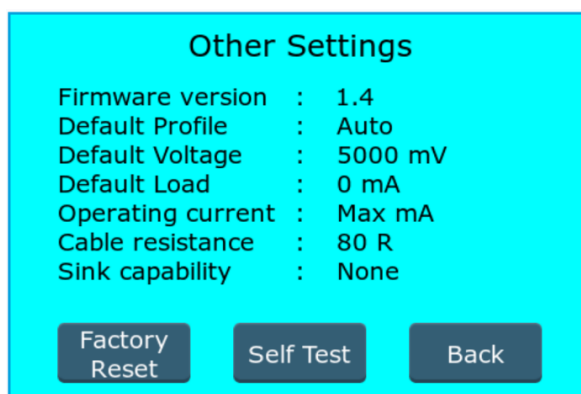 Other Settings
Firmware version : 1.4
Default Profile : Auto
Default Voltage : 5000 mV
Default Load : 0 mA
Operating current : Max mA
Cable resistance : 80 R
Sink capability : None
Factory
Reset
Self Test
Back